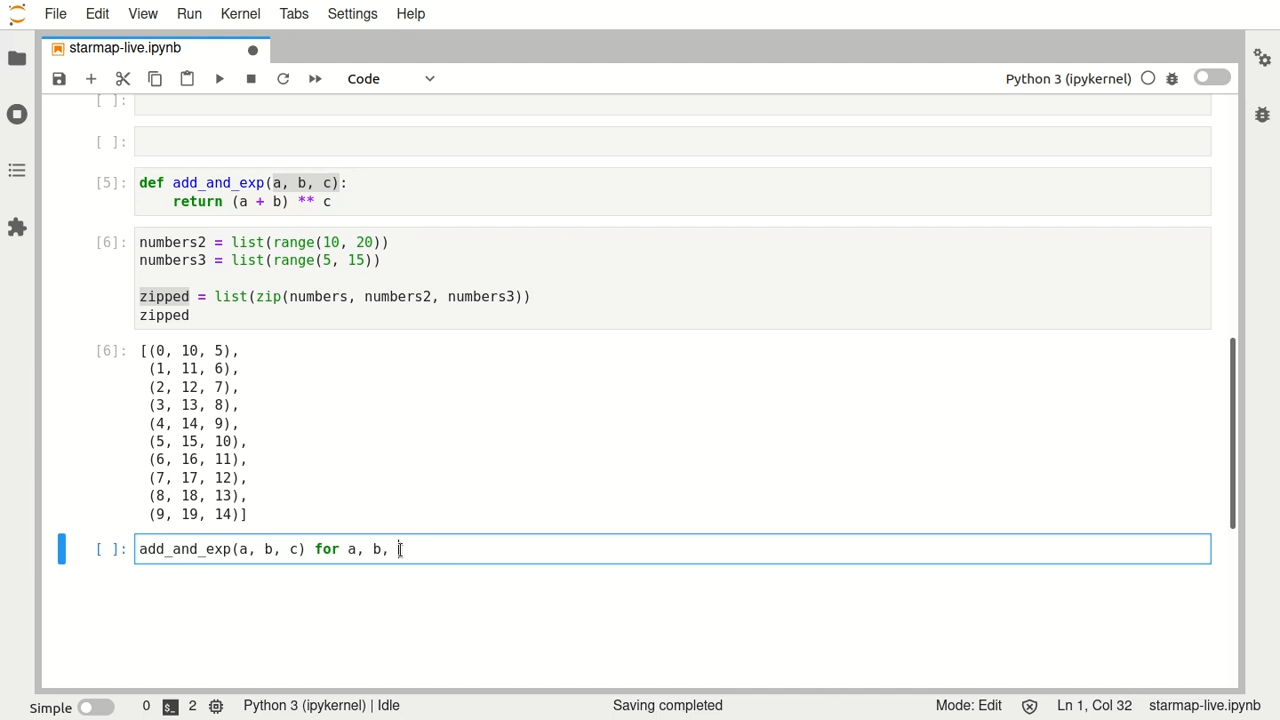 File Edit View Run Kernel Tabs Settings Help
starmap-live.ipynb
Code Python 3 (ipykernel)
[ ]:
[ ]:
[5]: def add_and_exp(a, b, c):
return (a + b) ** c
[6]: numbers2 = list(range(10, 20))
numbers3 = list(range(5, 15))
zipped = list(zip(numbers, numbers2, numbers3))
zipped
[6]: [(0, 10, 5),
(1, 11, 6),
(2, 12, 7),
(3, 13, 8),
(4, 14, 9),
(5, 15, 10),
(6, 16, 11),
(7, 17, 12),
(8, 18, 13),
(9, 19, 14)]
[ ]: add_and_exp(a, b, c) for a, b,
Simple 0 $_ 2 Python 3 (ipykernel) | Idle Saving completed Mode: Edit Ln 1, Col 32 starmap-live.ipynb